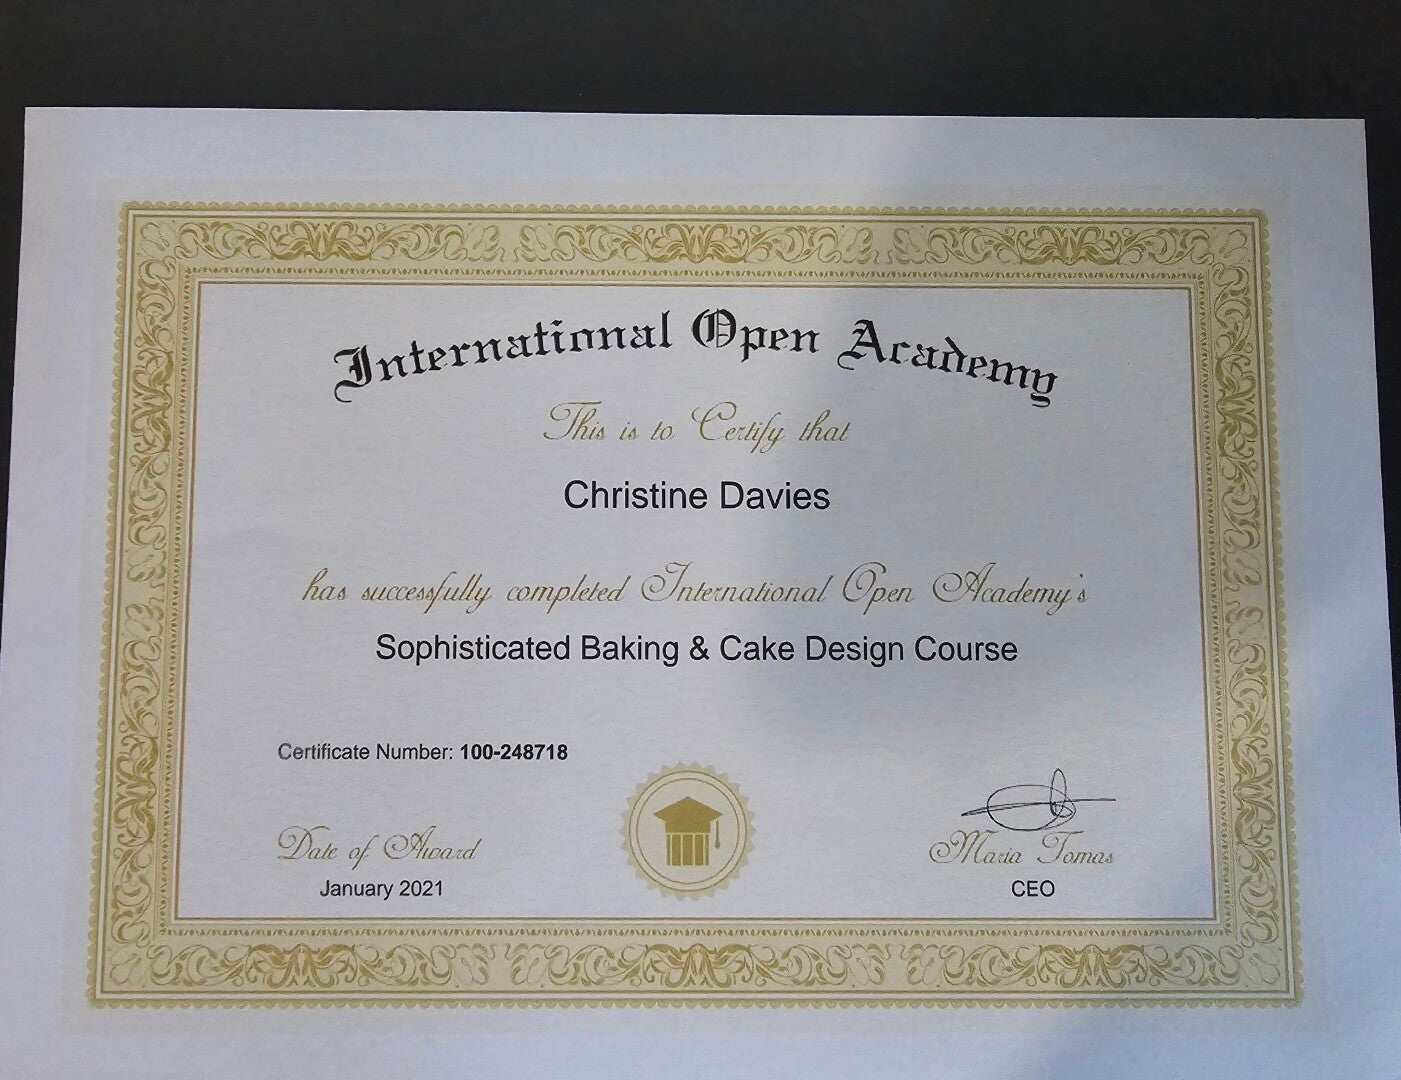 International Open Academy
This is to Certify that
Christine Davies
has successfully completed International Open Academy's
Sophisticated Baking & Cake Design Course
Certificate Number: 100-248718
Date of Award
January 2021
Maria Tomas
CEO